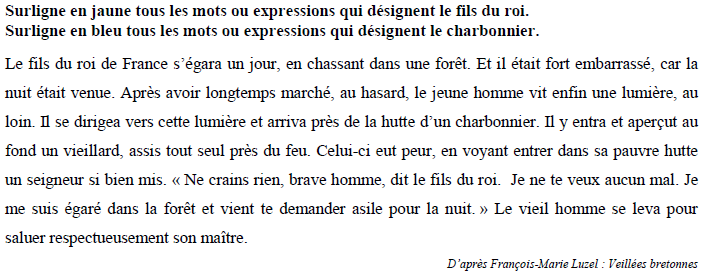 Surligne en jaune tous les mots ou expressions qui désignent le fils du roi.
Surligne en bleu tous les mots ou expressions qui désignent le charbonnier.
Le fils du roi de France s’égara un jour, en chassant dans une forêt. Et il était fort embarrassé, car la
nuit était venue. Après avoir longtemps marché, au hasard, le jeune homme vit enfin une lumière, au
loin. Il se dirigea vers cette lumière et arriva près de la hutte d’un charbonnier. Il y entra et aperçut au
fond un vieillard, assis tout seul près du feu. Celui-ci eut peur, en voyant entrer dans sa pauvre hutte
un seigneur si bien mis. « Ne crains rien, brave homme, dit le fils du roi. Je ne te veux aucun mal. Je
me suis égaré dans la forêt et vient te demander asile pour la nuit. » Le vieil homme se leva pour
saluer respectueusement son maître.
D’après François-Marie Luzel : Veillées bretonnes